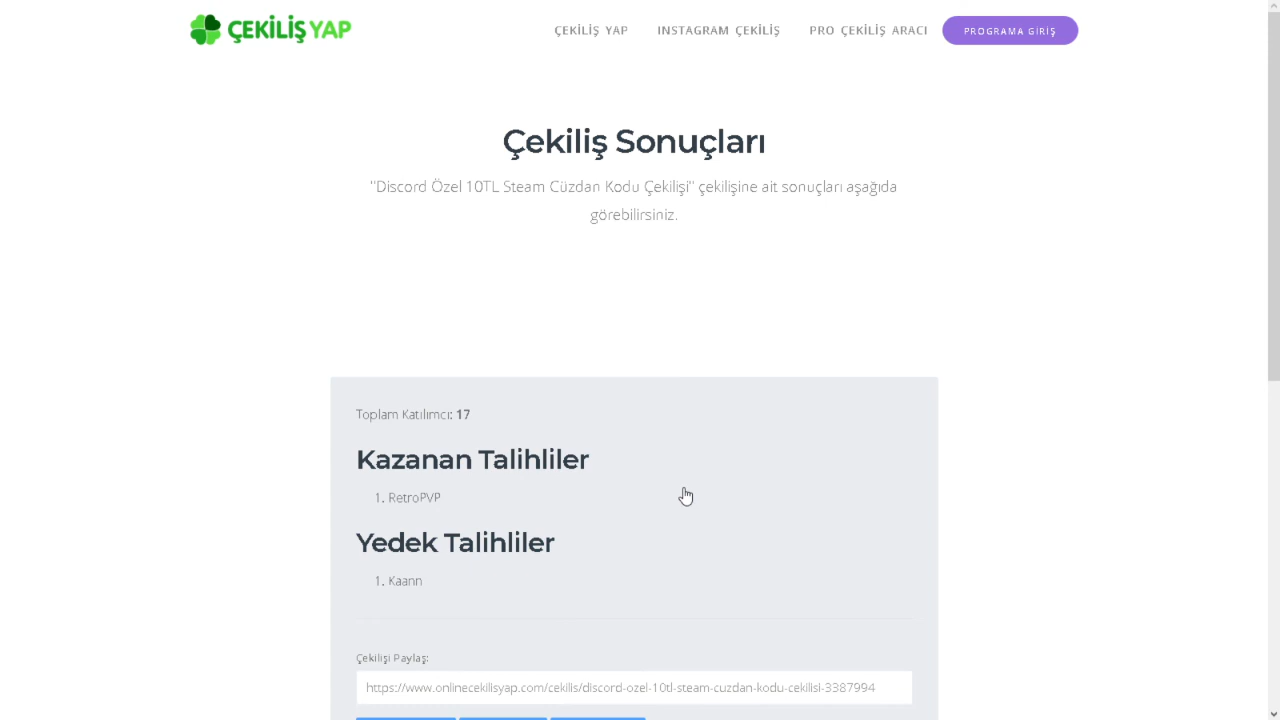 ÇEKİLİŞ YAP
ÇEKİLİŞ YAP
INSTAGRAM ÇEKİLİŞ
PRO ÇEKİLİŞ ARACI
PROGRAMA GİRİŞ
Çekiliş Sonuçları
"Discord Özel 10TL Steam Cüzdan Kodu Çekilişi" çekilişine ait sonuçları aşağıda
görebilirsiniz.
Toplam Katılımcı: 17
Kazanan Talihliler
1. RetroPVP
Yedek Talihliler
1. Kaann
Çekilişi Paylaş:
https://www.onlinecekilisyap.com/cekilis/discord-ozel-10tl-steam-cuzdan-kodu-cekilisi-3387994